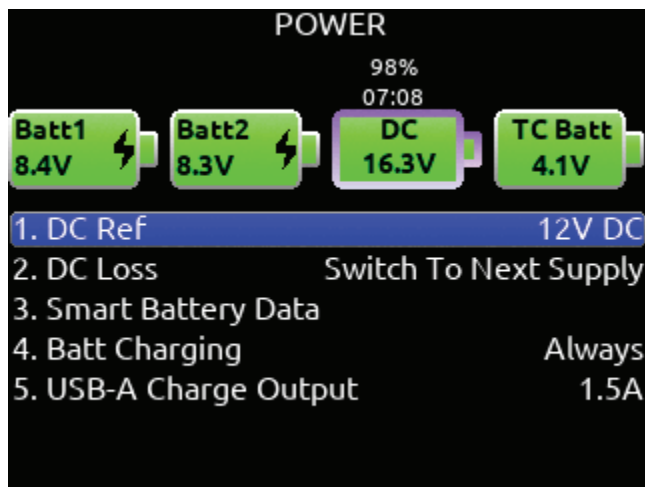 POWER
98%
07:08
Batt1 Batt2 DC TC Batt
8.4V 8.3V 16.3V 4.1V
1. DC Ref 12V DC
2. DC Loss Switch To Next Supply
3. Smart Battery Data
4. Batt Charging Always
5. USB-A Charge Output 1.5A